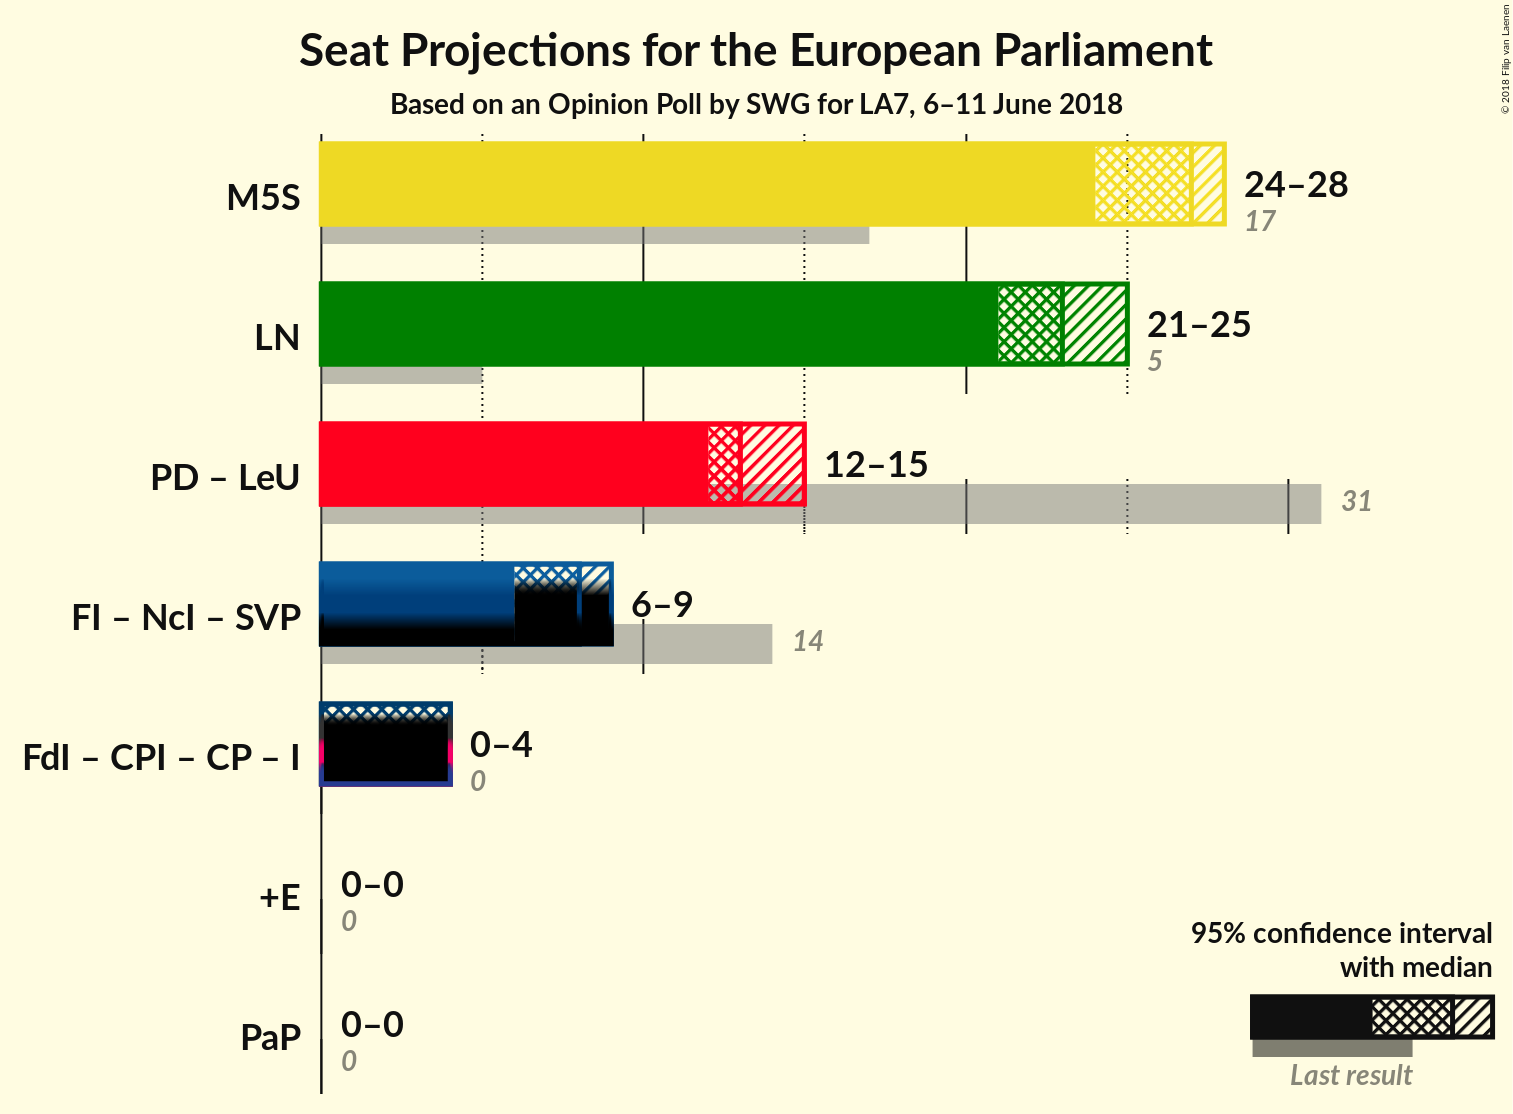 Seat Projections for the European Parliament
Based on an Opinion Poll by SWG for LA7, 6–11 June 2018
© 2018 Filip van Laenen
M5S
24–28
17
LN
21–25
5
PD – LeU
12–15
31
FI – NcI – SVP
6–9
14
FdI – CPI – CP – I
0–4
0
+E
0–0
0
PaP
0–0
0
95% confidence interval
with median
Last result